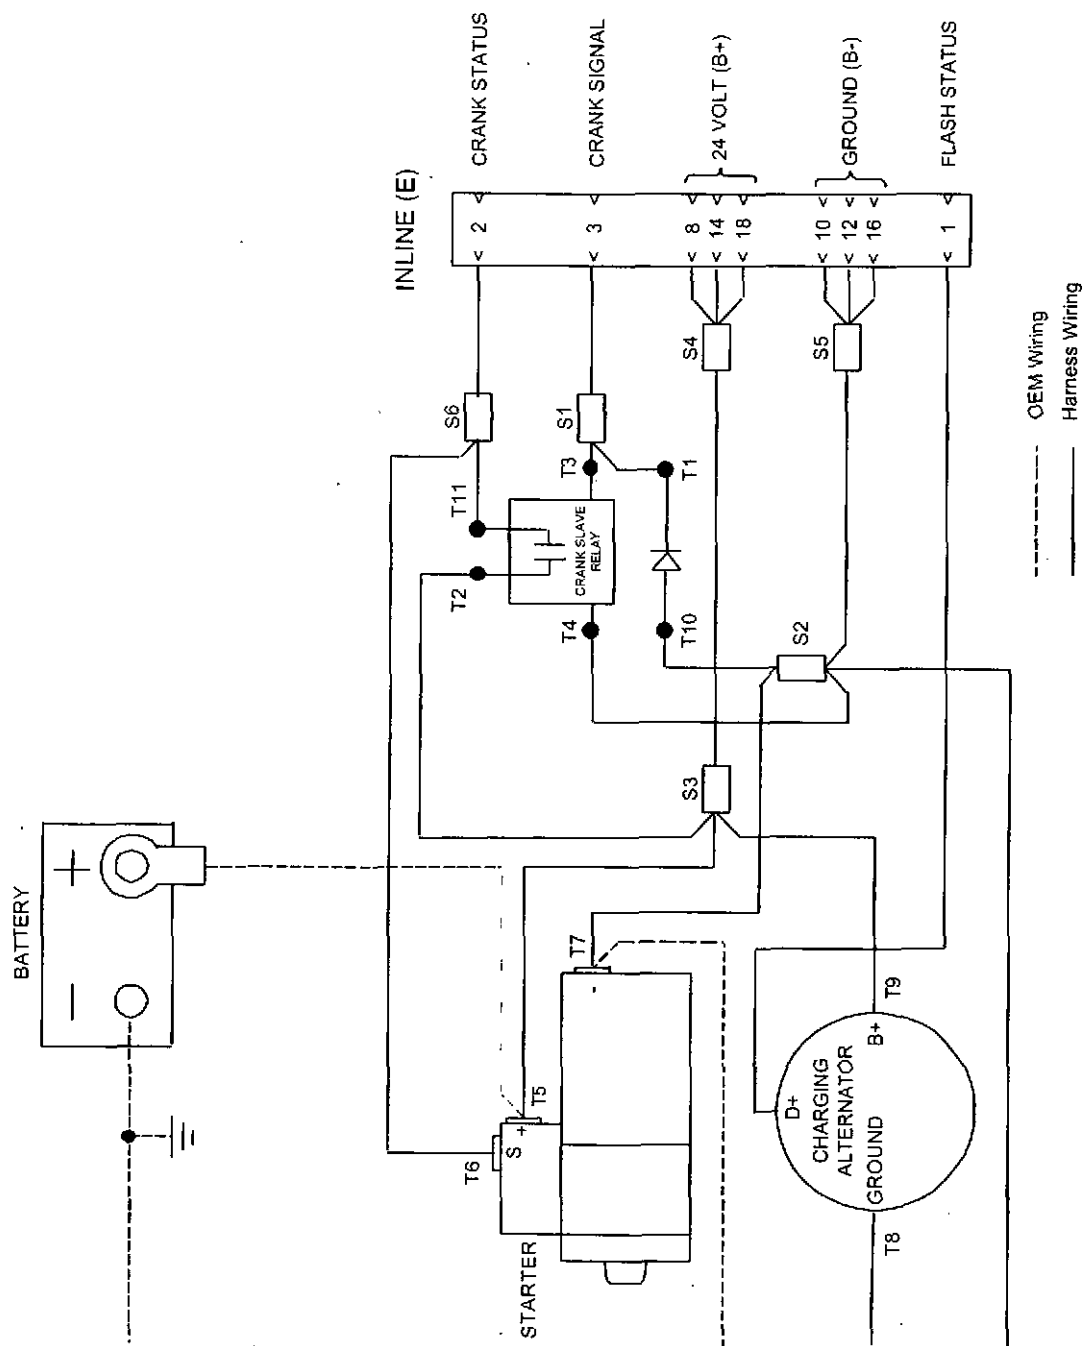 CRANK STATUS
CRANK SIGNAL
24 VOLT (B+)
GROUND (B-)
FLASH STATUS
INLINE (E)
2
3
8
14
18
10
12
16
1
S6
S1
S4
S5
T11
T3
T1
CRANK SLAVE
RELAY
T2
T4
T10
S2
S3
BATTERY
+
-
T7
-
T5
+
S
T6
STARTER
T9
B+
D+
CHARGING
ALTERNATOR
GROUND
T8
OEM Wiring
Harness Wiring